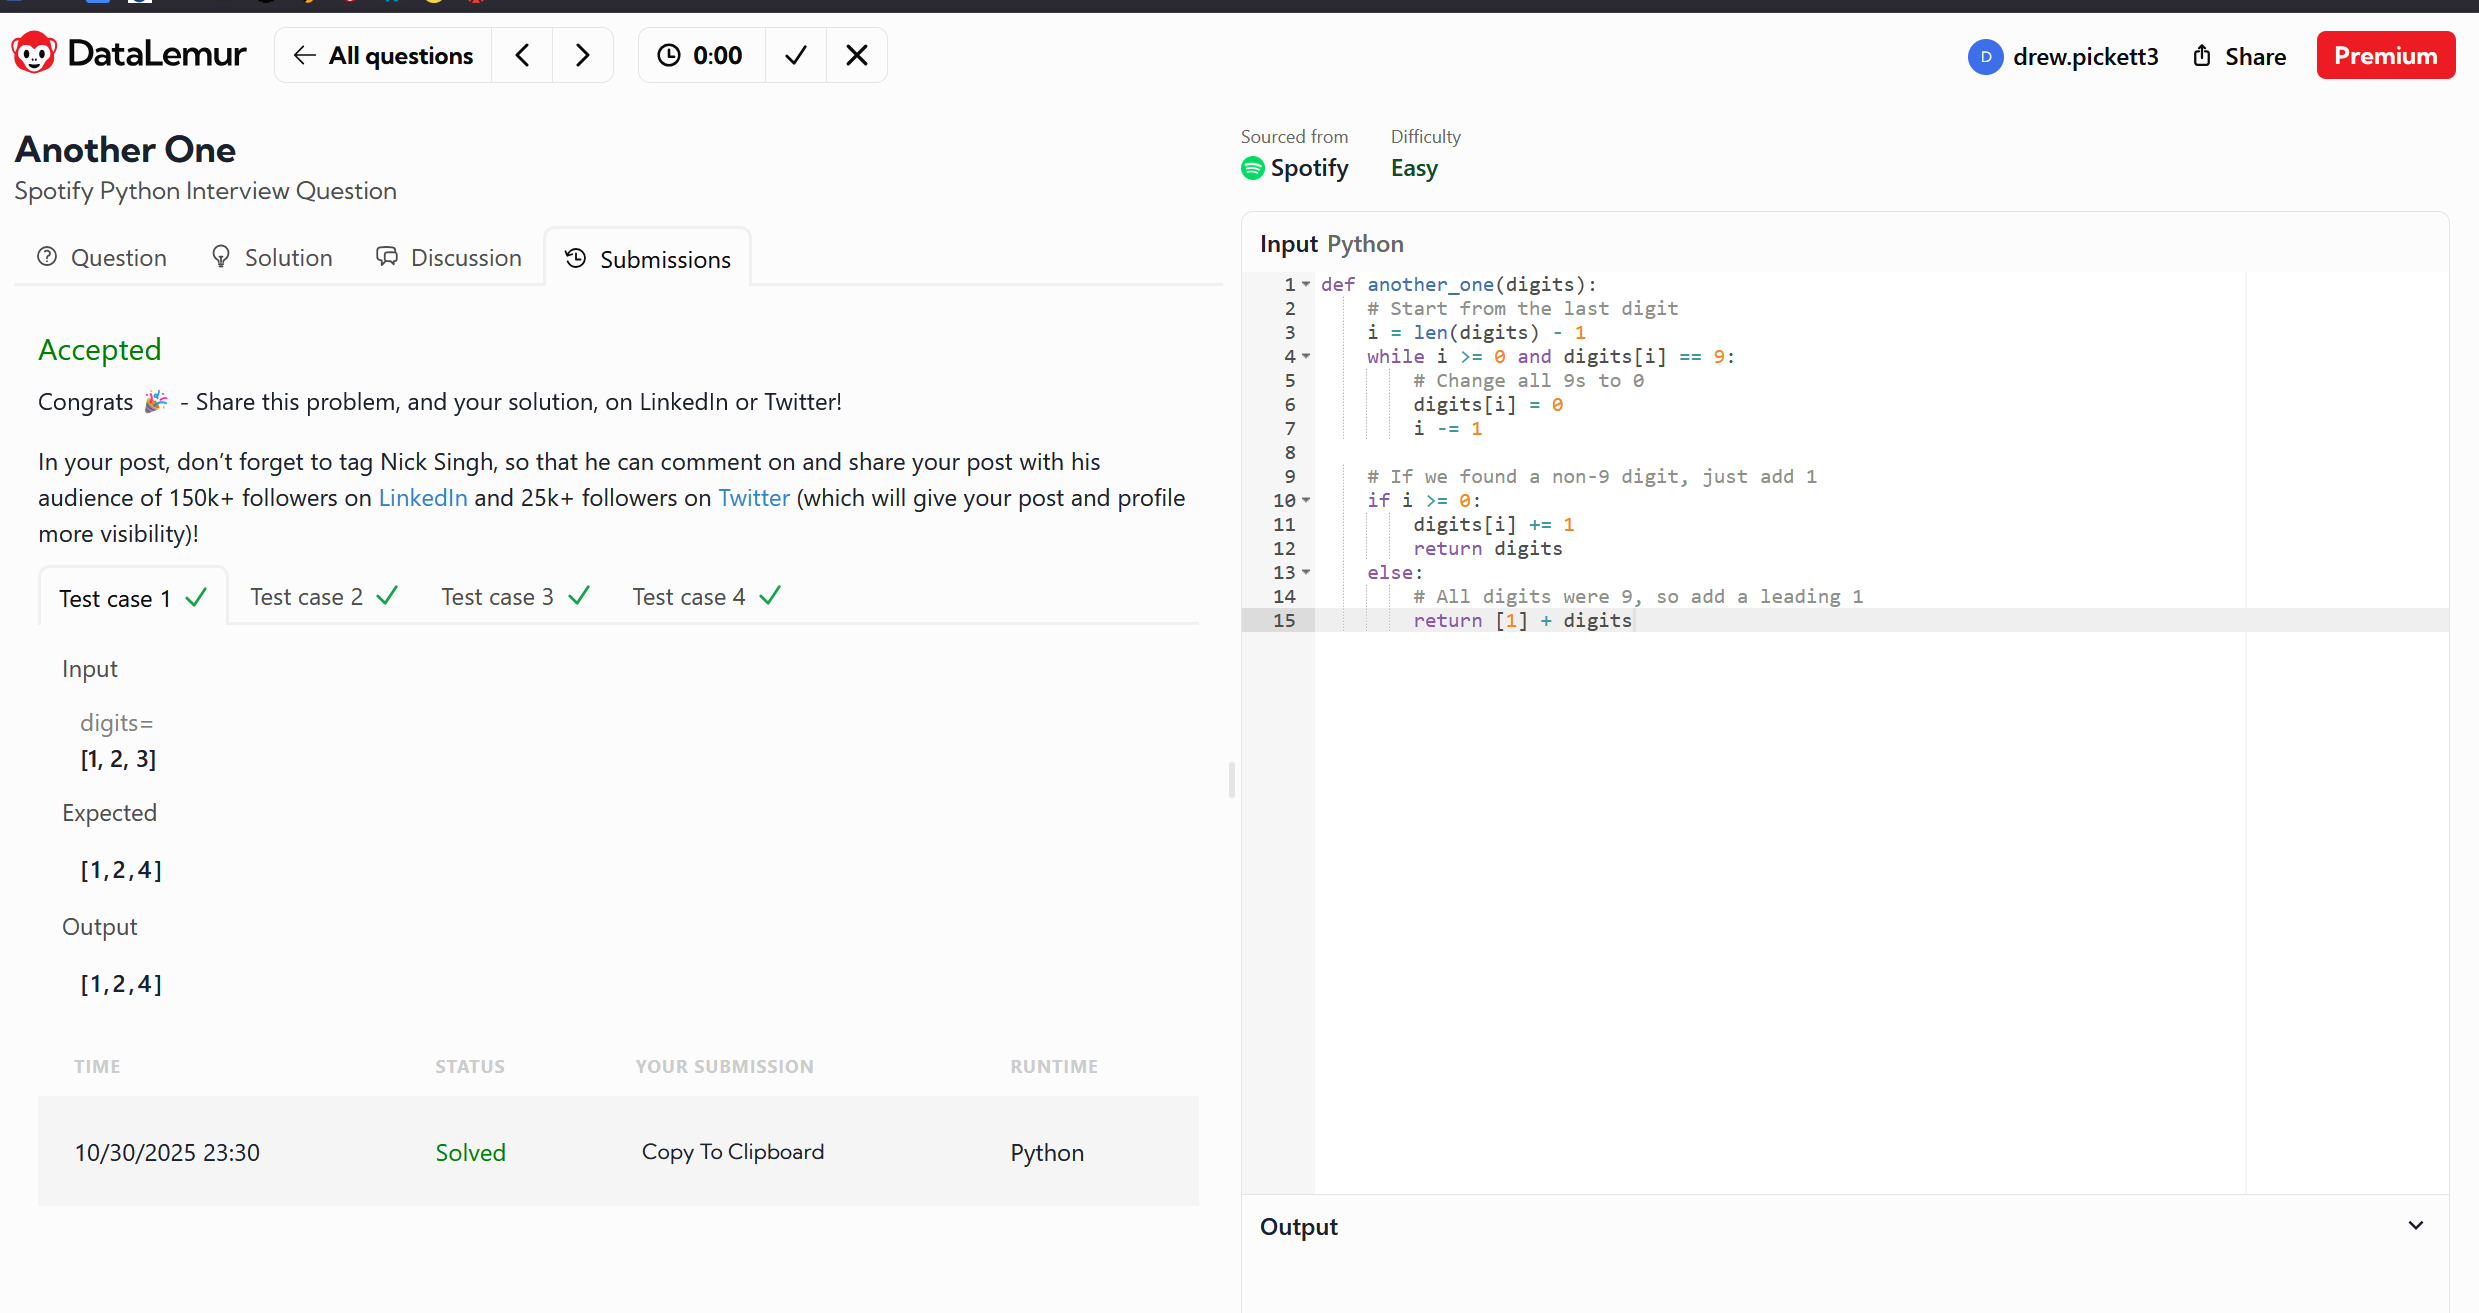 DataLemur
All questions
0:00
D
drew.pickett3
Share
Premium
Another One
Spotify Python Interview Question
Sourced from
Spotify
Difficulty
Easy
Question
Solution
Discussion
Submissions
Accepted
Congrats 🎉 - Share this problem, and your solution, on LinkedIn or Twitter!
In your post, don’t forget to tag Nick Singh, so that he can comment on and share your post with his
audience of 150k+ followers on LinkedIn and 25k+ followers on Twitter (which will give your post and profile
more visibility)!
Test case 1
Test case 2
Test case 3
Test case 4
Input
digits=
[1, 2, 3]
Expected
[1,2,4]
Output
[1,2,4]
TIME STATUS YOUR SUBMISSION RUNTIME
10/30/2025 23:30 Solved Copy To Clipboard Python
Input Python
1 def another_one(digits):
2     # Start from the last digit
3     i = len(digits) - 1
4     while i >= 0 and digits[i] == 9:
5         # Change all 9s to 0
6         digits[i] = 0
7         i -= 1
8
9     # If we found a non-9 digit, just add 1
10     if i >= 0:
11         digits[i] += 1
12         return digits
13     else:
14         # All digits were 9, so add a leading 1
15         return [1] + digits
Output